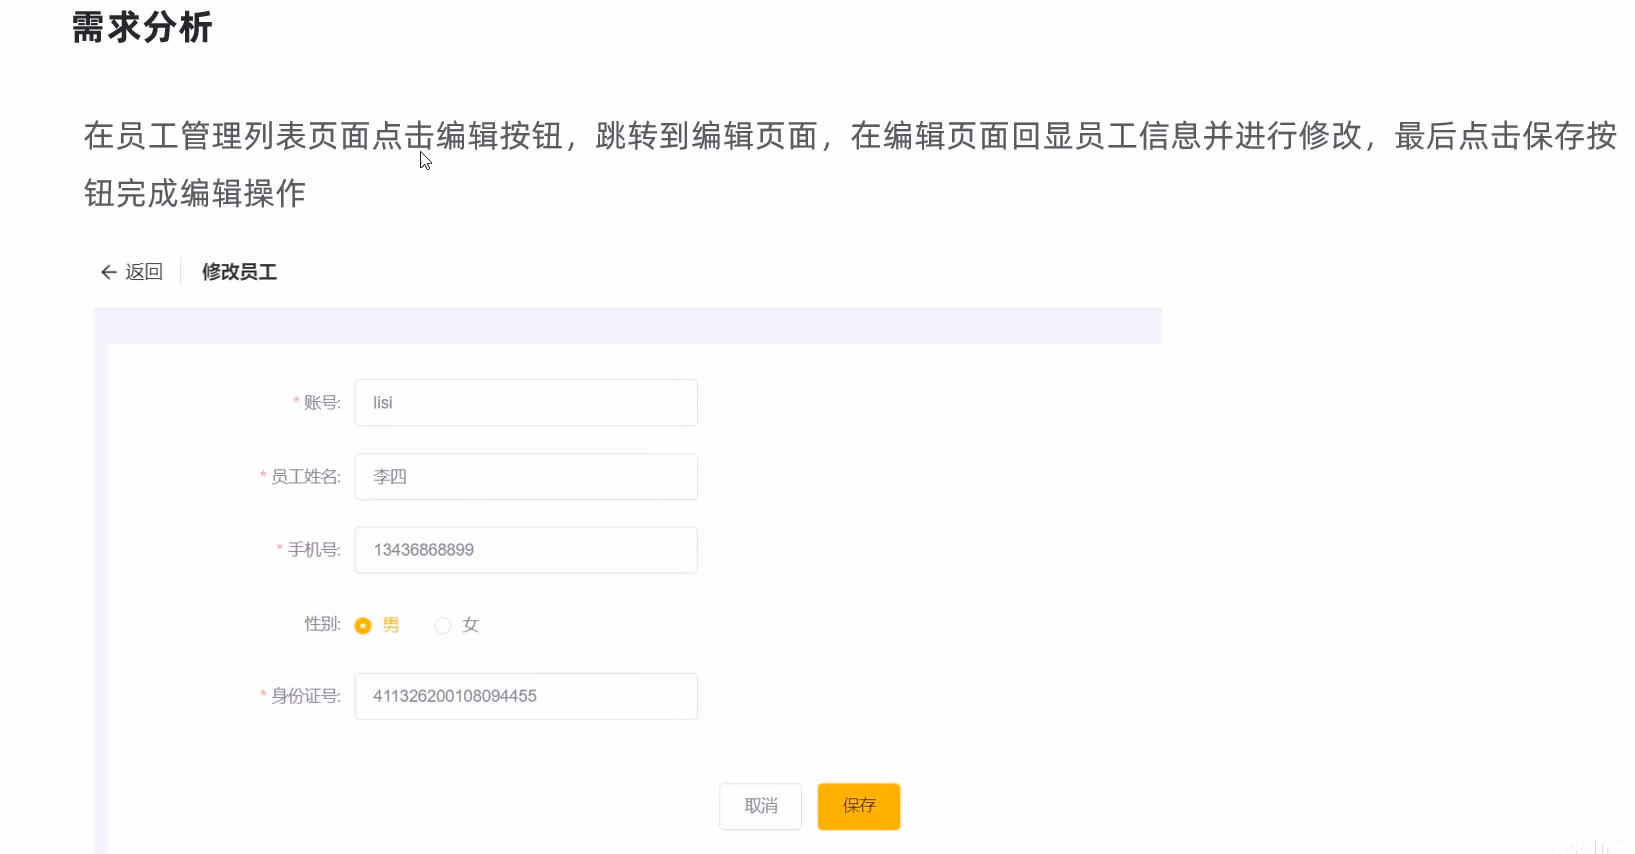 需求分析
在员工管理列表页面点击编辑按钮，跳转到编辑页面，在编辑页面回显员工信息并进行修改，最后点击保存按
钮完成编辑操作
← 返回 修改员工
* 账号: lisi
* 员工姓名: 李四
* 手机号: 13436868899
性别: 男 女
* 身份证号: 411326200108094455
取消 保存